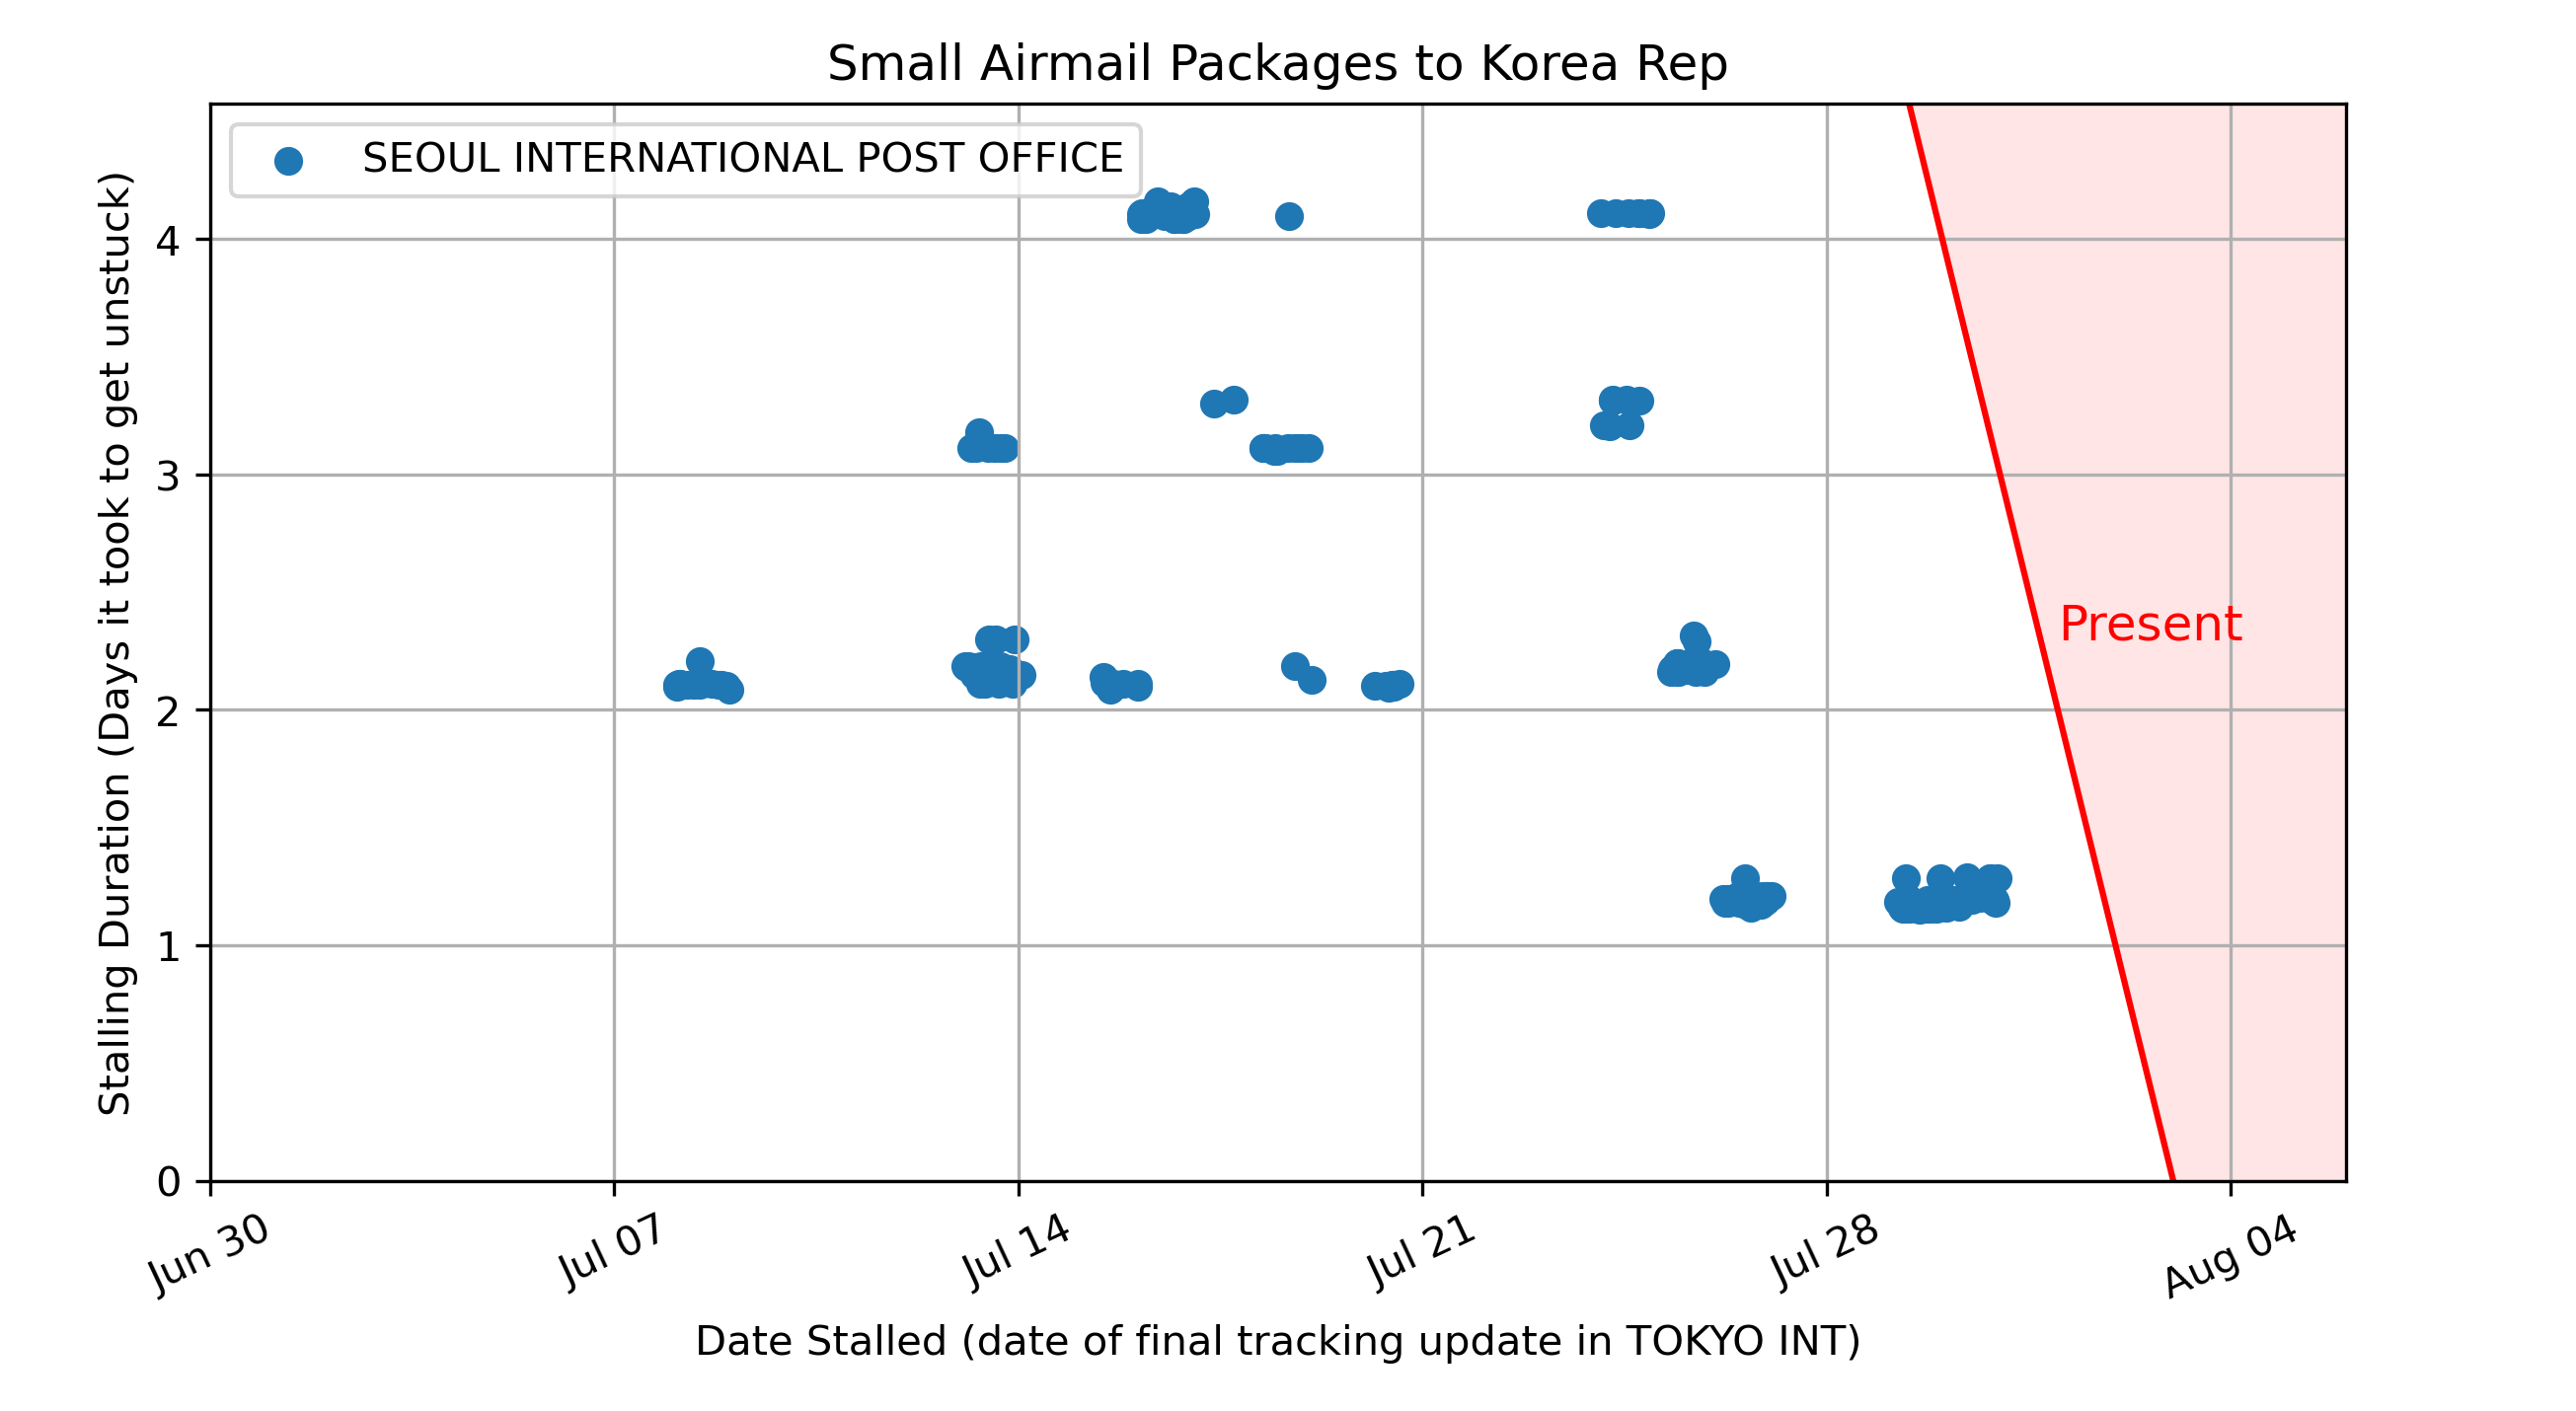 Small Airmail Packages to Korea Rep
SEOUL INTERNATIONAL POST OFFICE
Stalling Duration (Days it took to get unstuck)
4
3
2
1
0
Present
Jun 30
Jul 07
Jul 14
Jul 21
Jul 28
Aug 04
Date Stalled (date of final tracking update in TOKYO INT)